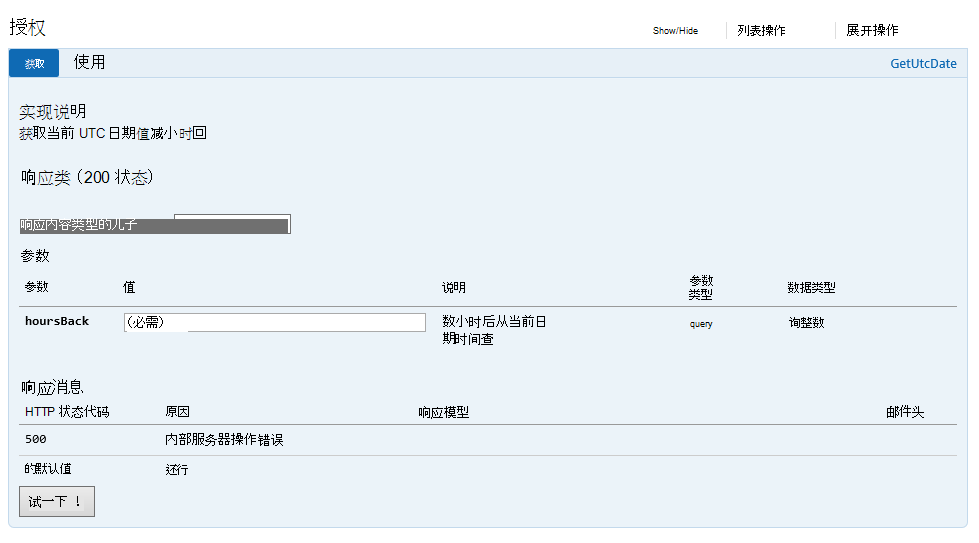 授权 Show/Hide 列表操作 展开操作
获取 使用 GetUtcDate
实现说明
获取当前 UTC 日期值减小时回
响应类 (200 状态)
响应内容类型的儿子
参数
参数 值 说明 参数 类型 数据类型
hoursBack (必需) 数小时后从当前日 query 询整数
期时间查
响应消息
HTTP 状态代码 原因 响应模型 邮件头
500 内部服务器操作错误
的默认值 还行
试一下 !